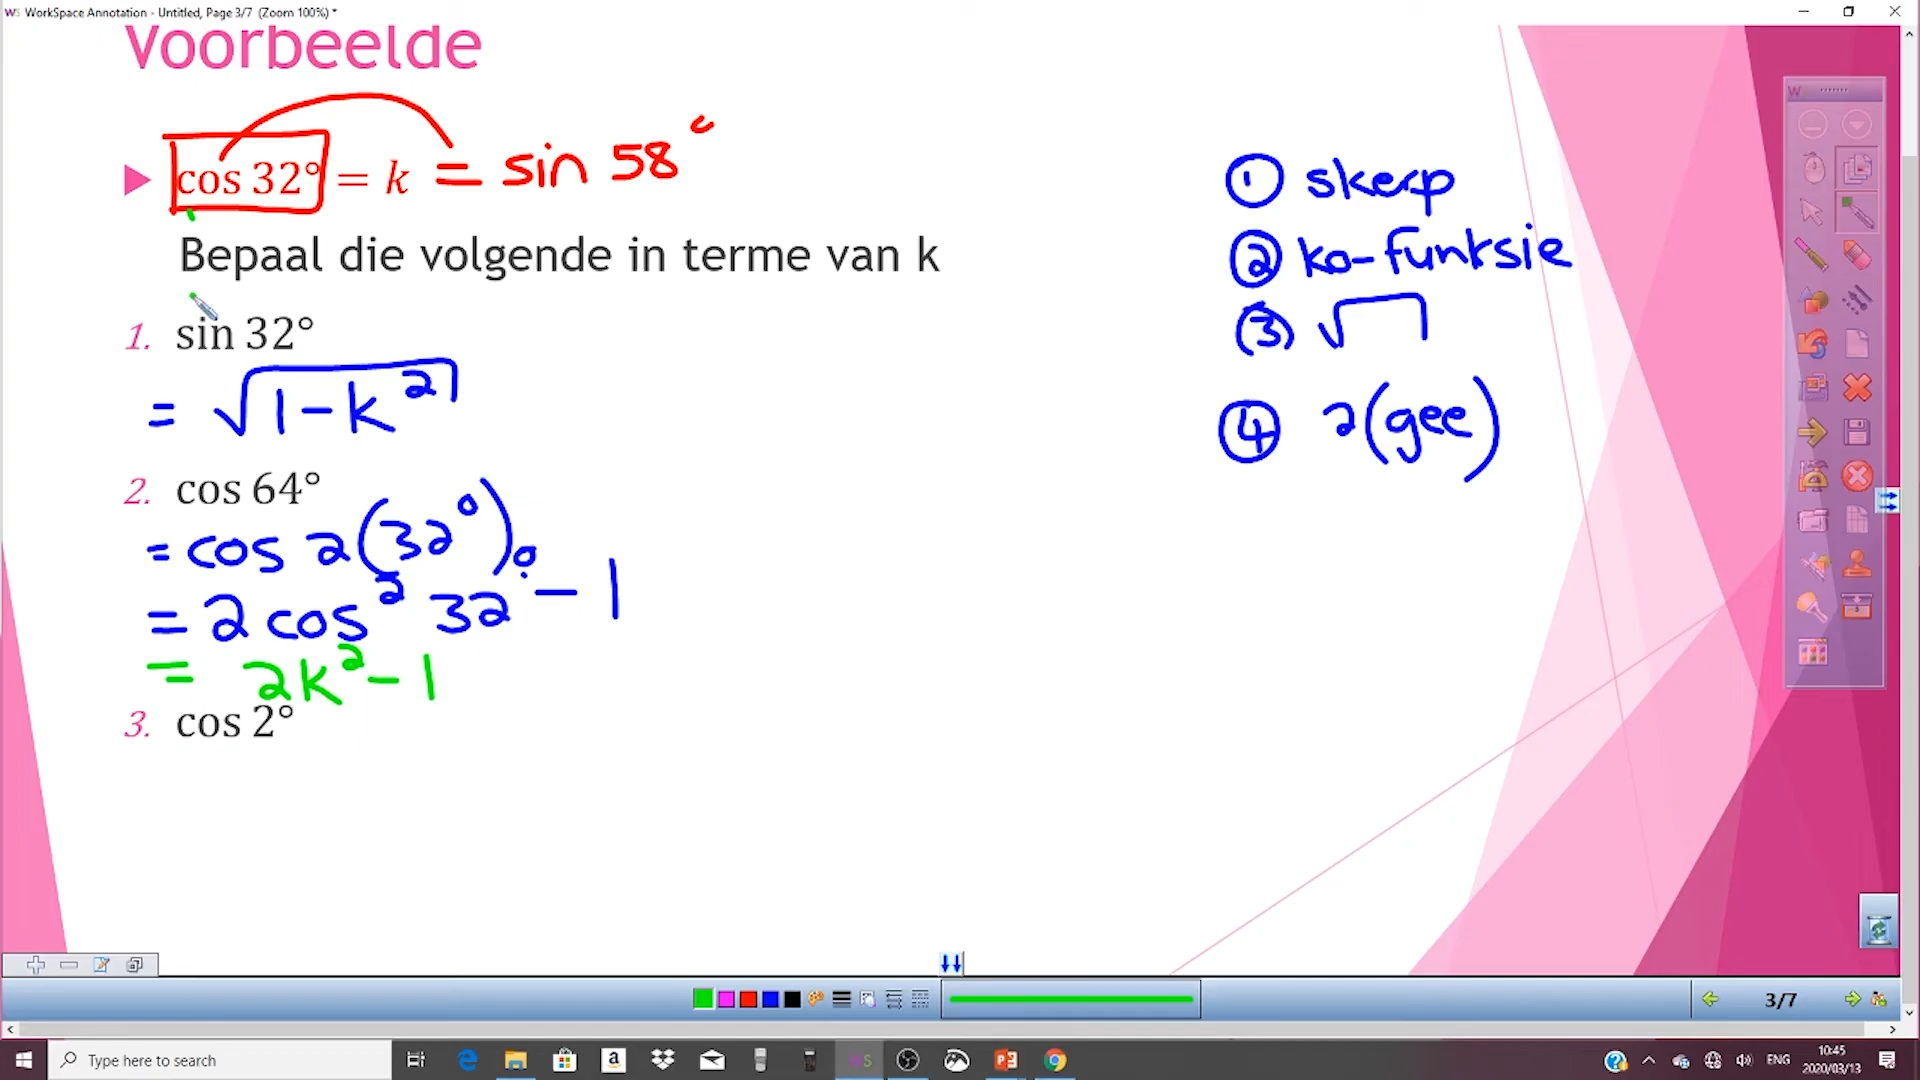 WorkSpace Annotation - Untitled, Page 3/7 (Zoom 100%) *
Voorbeelde
cos 32° = k = sin 58°
Bepaal die volgende in terme van k
1. sin 32°
= √1 - k²
2. cos 64°
= cos 2(32°)
= 2 cos² 32° - 1
= 2k² - 1
3. cos 2°
① skerp
② ko-funksie
③ √
④ 2(gee)
3/7
Type here to search
ENG
10:45
2020/03/13